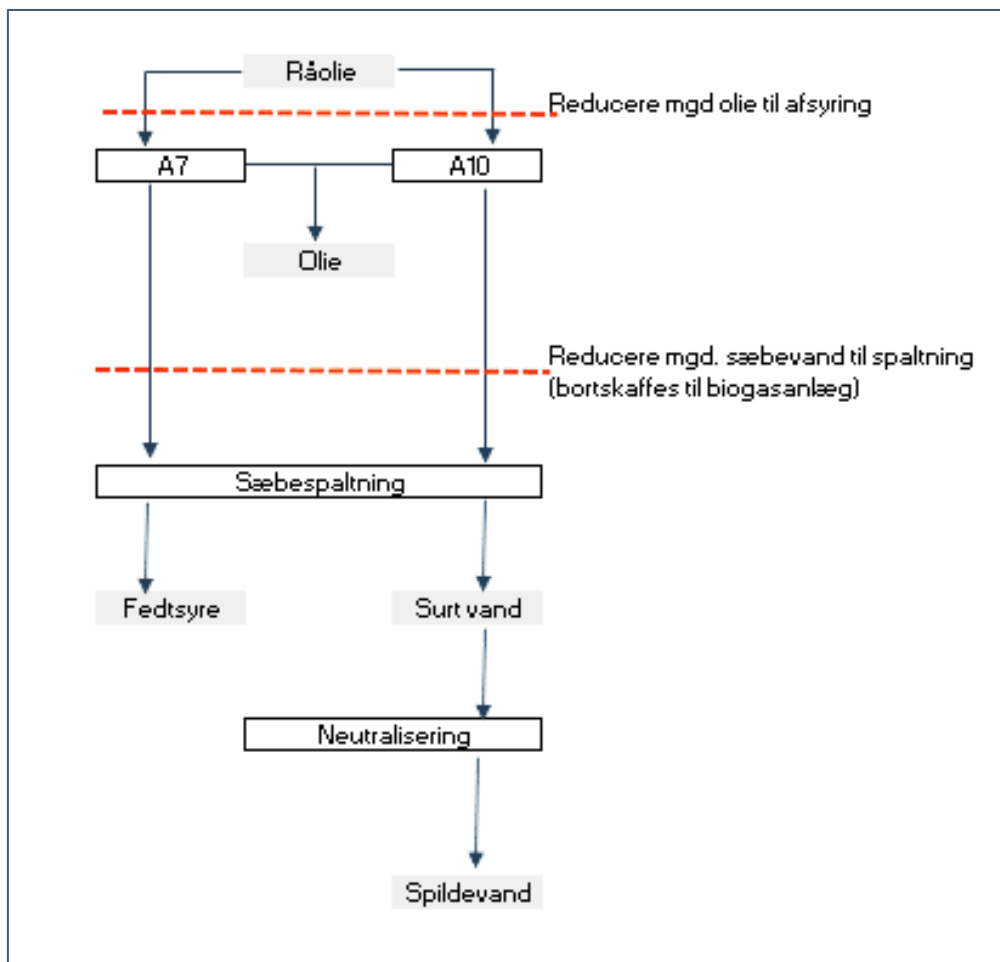 Råolie
Reducere mgd olie til afsyring
A7
A10
Olie
Reducere mgd. sæbevand til spaltning
(bortskaffes til biogasanlæg)
Sæbespaltning
Fedtsyre
Surt vand
Neutralisering
Spildevand